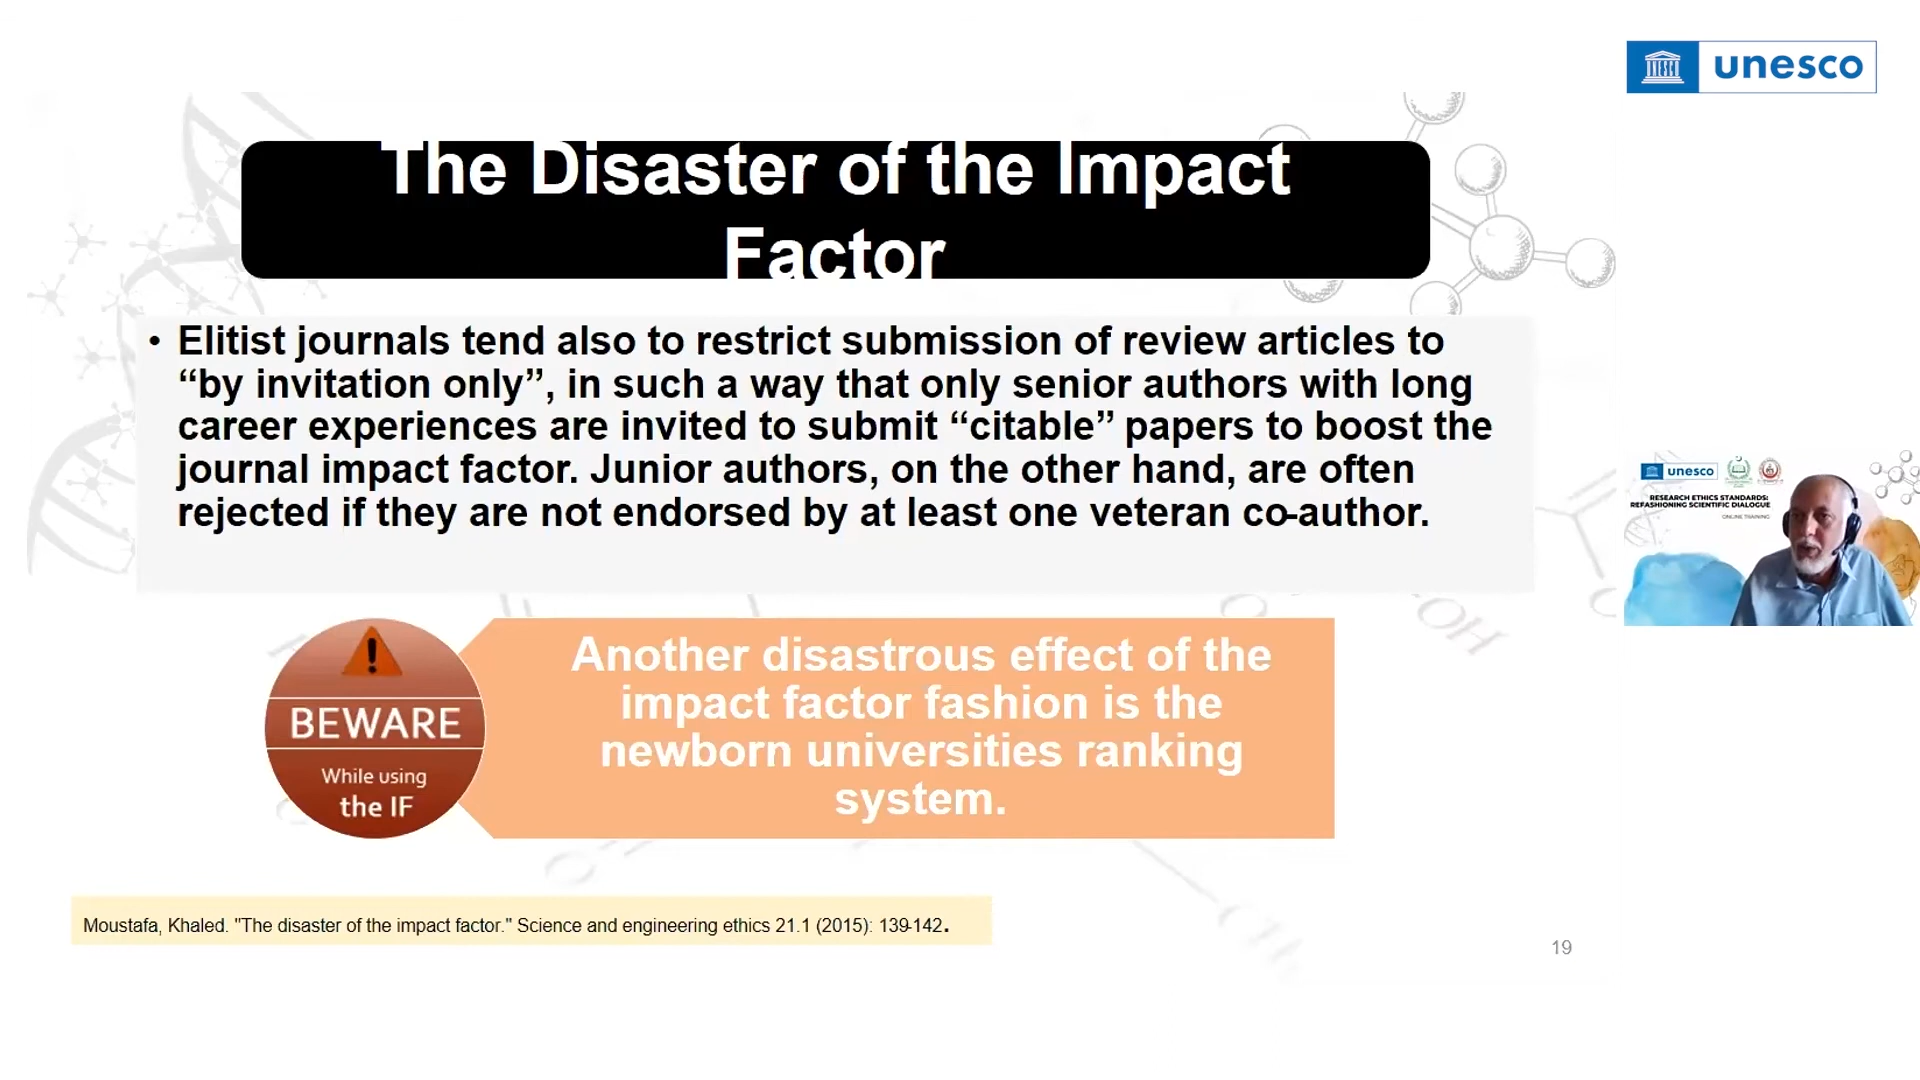 unesco
The Disaster of the Impact
Factor
• Elitist journals tend also to restrict submission of review articles to
“by invitation only”, in such a way that only senior authors with long
career experiences are invited to submit “citable” papers to boost the
journal impact factor. Junior authors, on the other hand, are often
rejected if they are not endorsed by at least one veteran co-author.
unesco
RESEARCH ETHICS STANDARDS:
REFASHIONING SCIENTIFIC DIALOGUE
ONLINE TRAINING
!
BEWARE
While using
the IF
Another disastrous effect of the
impact factor fashion is the
newborn universities ranking
system.
Moustafa, Khaled. "The disaster of the impact factor." Science and engineering ethics 21.1 (2015): 139-142.
19